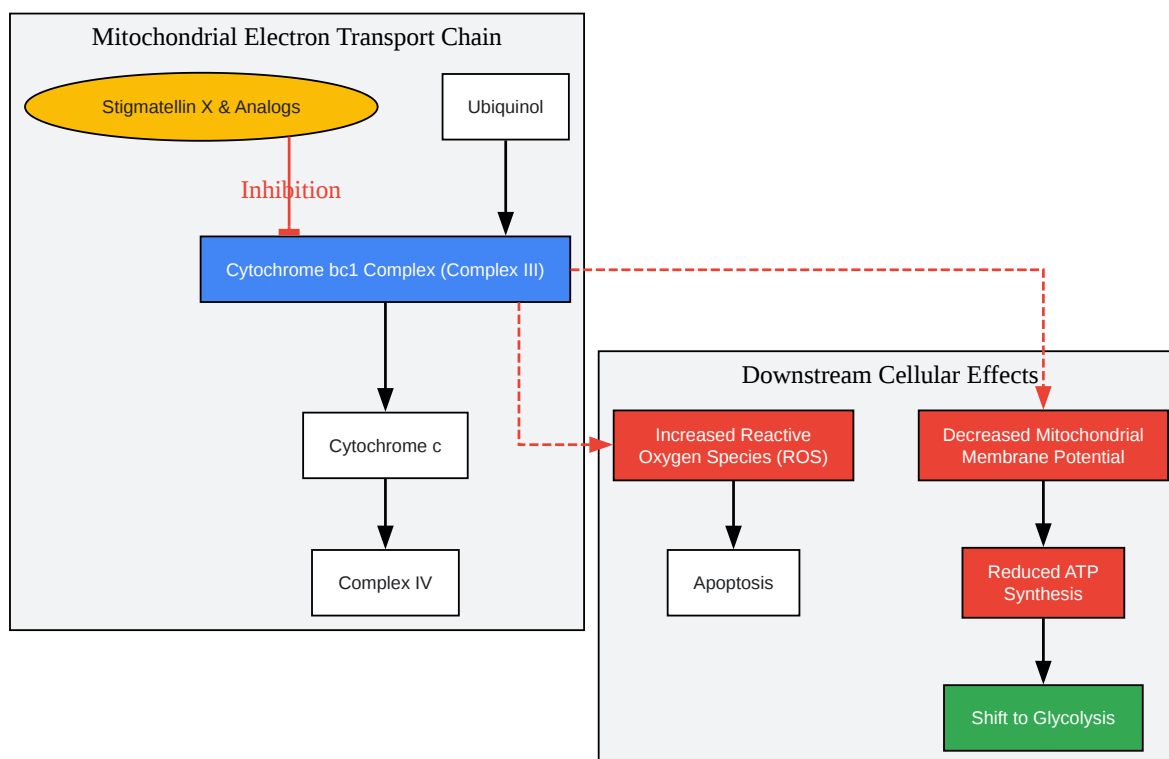 Mitochondrial Electron Transport Chain
Stigmatellin X & Analogs
Ubiquinol
Inhibition
Cytochrome bc1 Complex (Complex III)
Cytochrome c
Complex IV
Downstream Cellular Effects
Increased Reactive
Oxygen Species (ROS)
Decreased Mitochondrial
Membrane Potential
Apoptosis
Reduced ATP
Synthesis
Shift to Glycolysis